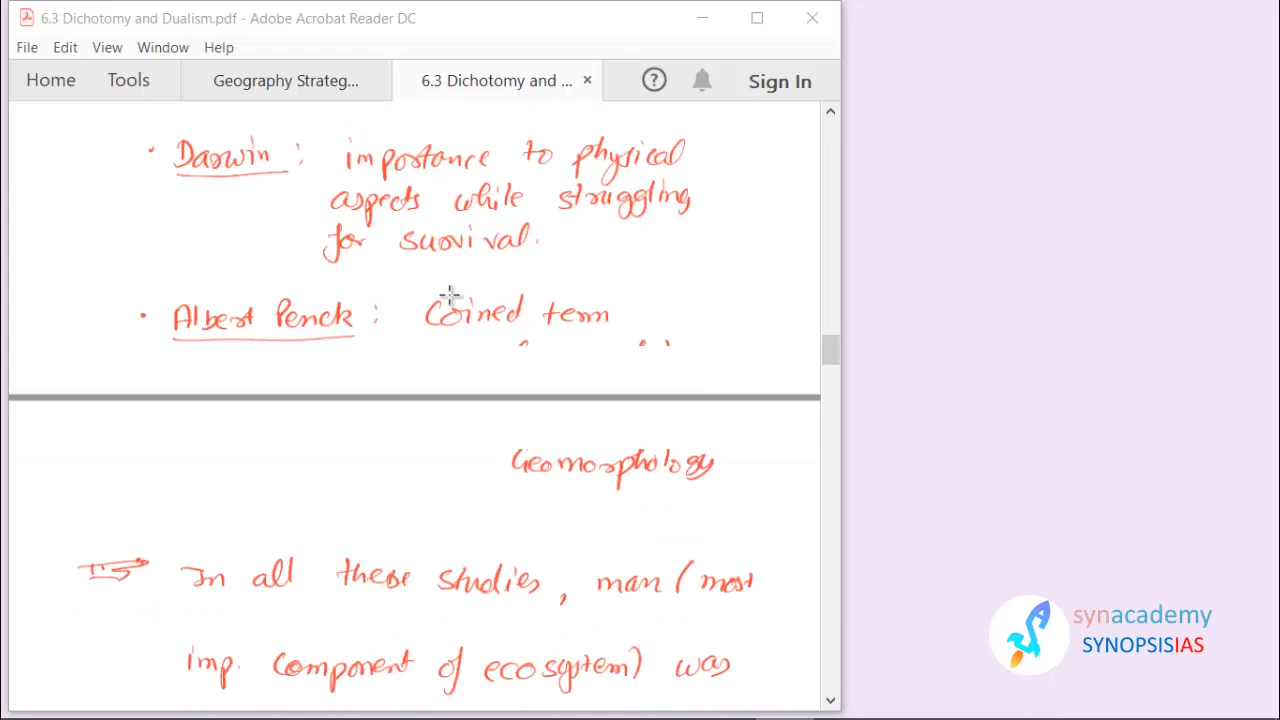 6.3 Dichotomy and Dualism.pdf - Adobe Acrobat Reader DC
File Edit View Window Help
Home Tools Geography Strateg... 6.3 Dichotomy and ... × ? Sign In
• Darwin : importance to physical
aspects while struggling
for survival.
• Albert Penck : Coined term
Geomorphology
⇒ In all these studies, man (most
imp. component of ecosystem) was
synacademy
SYNOPSISIAS